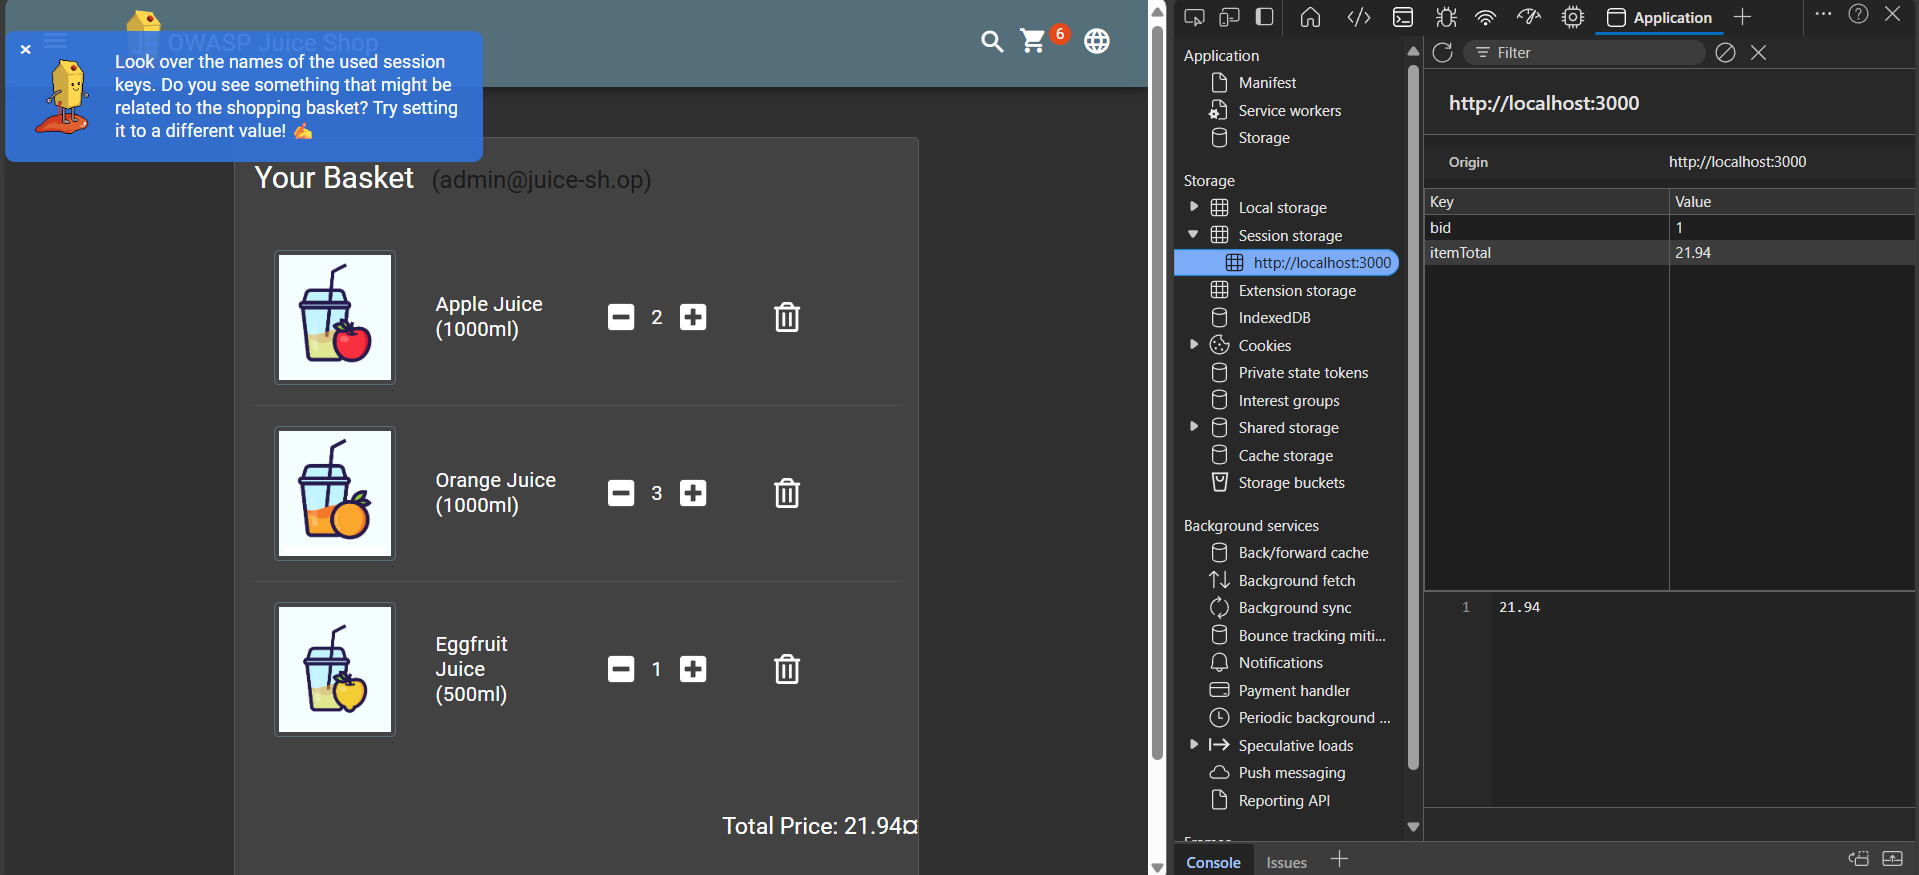 OWASP Juice Shop
6
×
Look over the names of the used session
keys. Do you see something that might be
related to the shopping basket? Try setting
it to a different value! ✍
Your Basket (admin@juice-sh.op)
Apple Juice
(1000ml)
2
Orange Juice
(1000ml)
3
Eggfruit
Juice
(500ml)
1
Total Price: 21.94¤
Application
Filter
Application
Manifest
Service workers
Storage
Storage
Local storage
Session storage
http://localhost:3000
Extension storage
IndexedDB
Cookies
Private state tokens
Interest groups
Shared storage
Cache storage
Storage buckets
Background services
Back/forward cache
Background fetch
Background sync
Bounce tracking miti...
Notifications
Payment handler
Periodic background ...
Speculative loads
Push messaging
Reporting API
http://localhost:3000
Origin http://localhost:3000
Key Value
bid 1
itemTotal 21.94
1 21.94
Console Issues